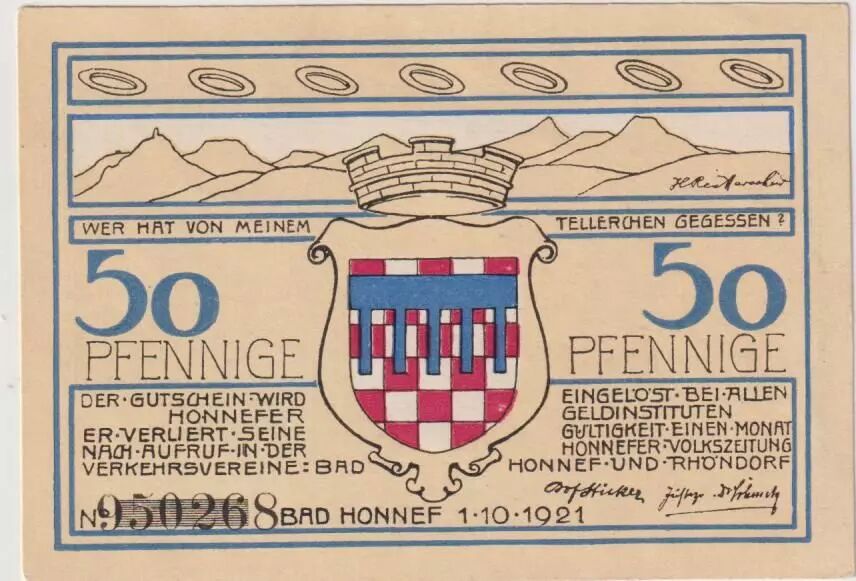 WER HAT VON MEINEM TELLERCHEN GEGESSEN?
50 50
PFENNIGE PFENNIGE
DER·GUTSCHEIN·WIRD EINGELÖST·BEI·ALLEN
HONNEFER GELDINSTITUTEN
ER·VERLIERT·SEINE GÜLTIGKEIT·EINEN·MONAT
NACH·AUFRUF·IN·DER HONNEFER·VOLKSZEITUNG
VERKEHRSVEREINE: BAD HONNEF·UND·RHÖNDORF
No 950268 BAD HONNEF 1·10·1921